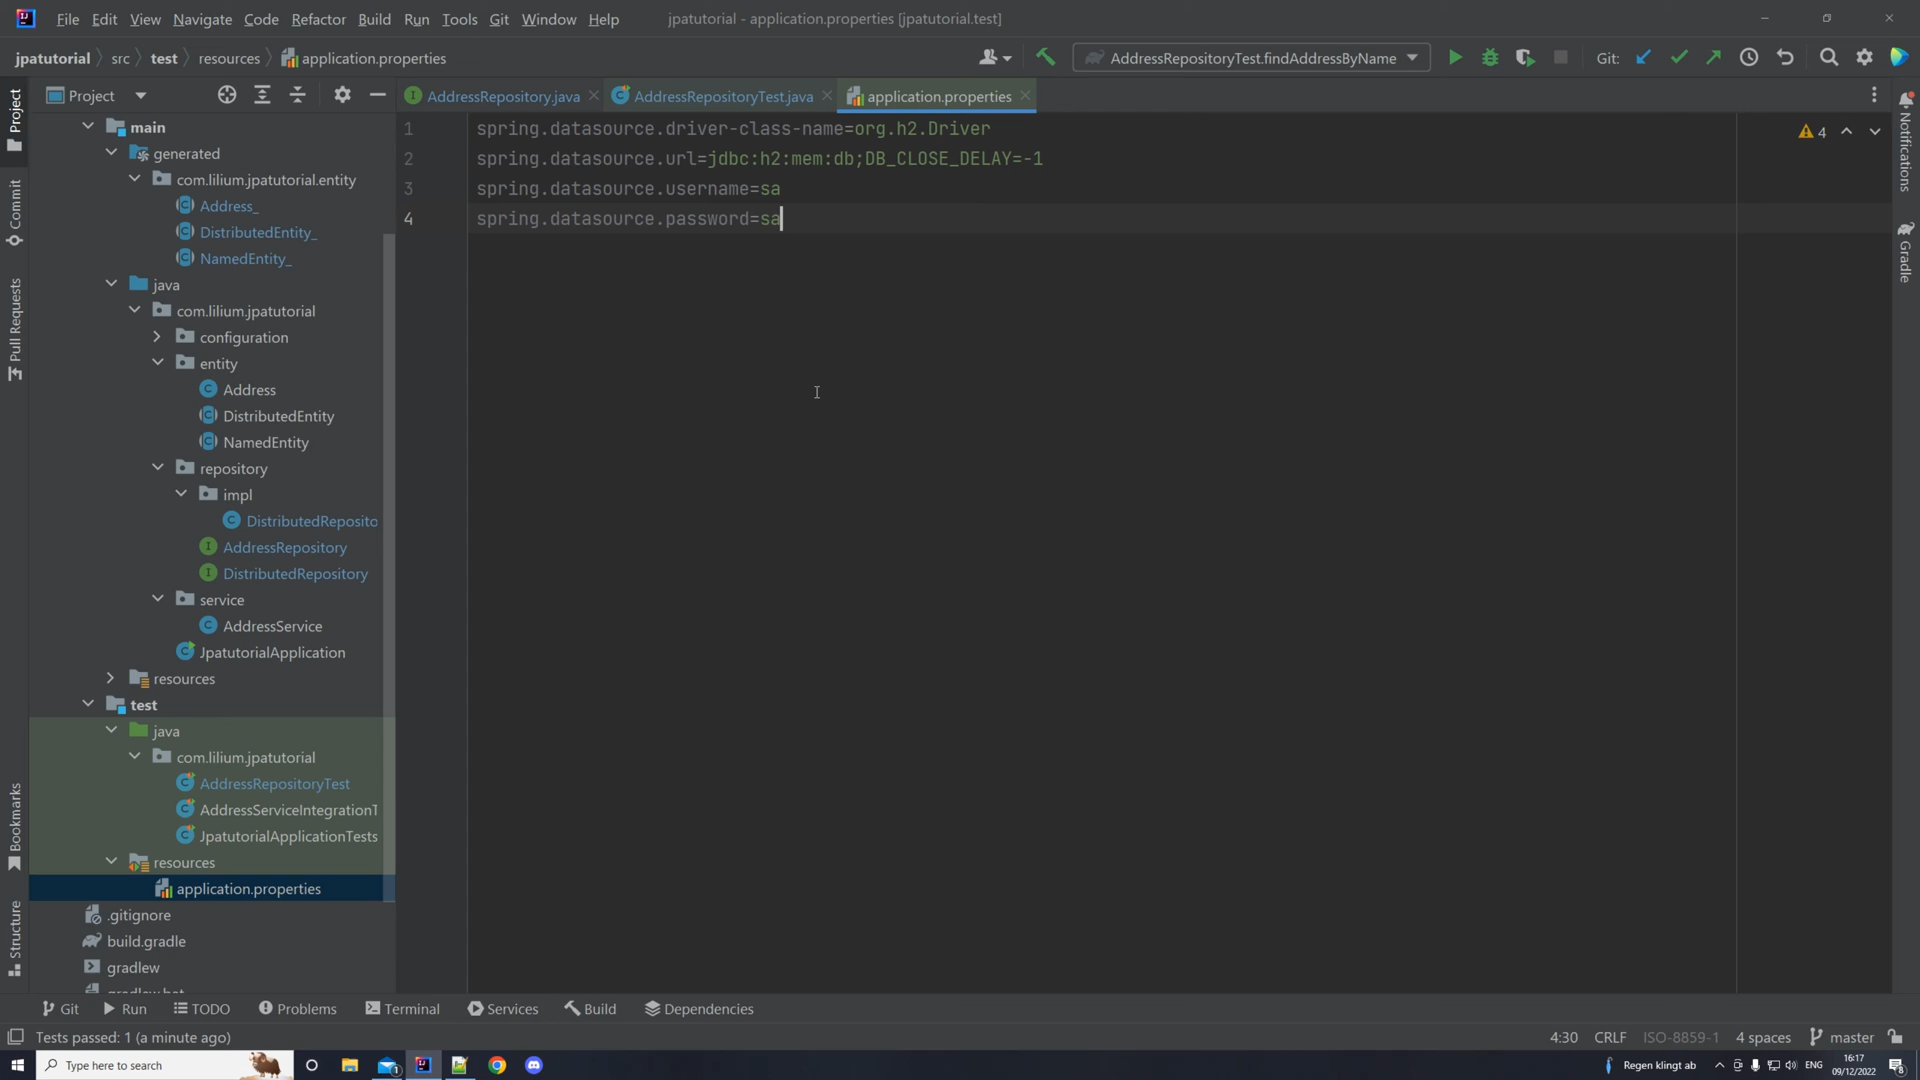 File Edit View Navigate Code Refactor Build Run Tools Git Window Help jpatutorial - application.properties [jpatutorial.test]
jpatutorial src test resources application.properties AddressRepositoryTest.findAddressByName Git:
Project
AddressRepository.java AddressRepositoryTest.java application.properties
main
generated
com.lilium.jpatutorial.entity
Address_
DistributedEntity_
NamedEntity_
java
com.lilium.jpatutorial
configuration
entity
Address
DistributedEntity
NamedEntity
repository
impl
DistributedReposito
AddressRepository
DistributedRepository
service
AddressService
JpatutorialApplication
resources
test
java
com.lilium.jpatutorial
AddressRepositoryTest
AddressServiceIntegrationT
JpatutorialApplicationTests
resources
application.properties
.gitignore
build.gradle
gradlew
1 spring.datasource.driver-class-name=org.h2.Driver
2 spring.datasource.url=jdbc:h2:mem:db;DB_CLOSE_DELAY=-1
3 spring.datasource.username=sa
4 spring.datasource.password=sa
4
Project
Commit
Pull Requests
Bookmarks
Structure
Notifications
Gradle
Git Run TODO Problems Terminal Services Build Dependencies
Tests passed: 1 (a minute ago) 4:30 CRLF ISO-8859-1 4 spaces master
Type here to search 1 Regen klingt ab ENG 16:17
09/12/2022 8